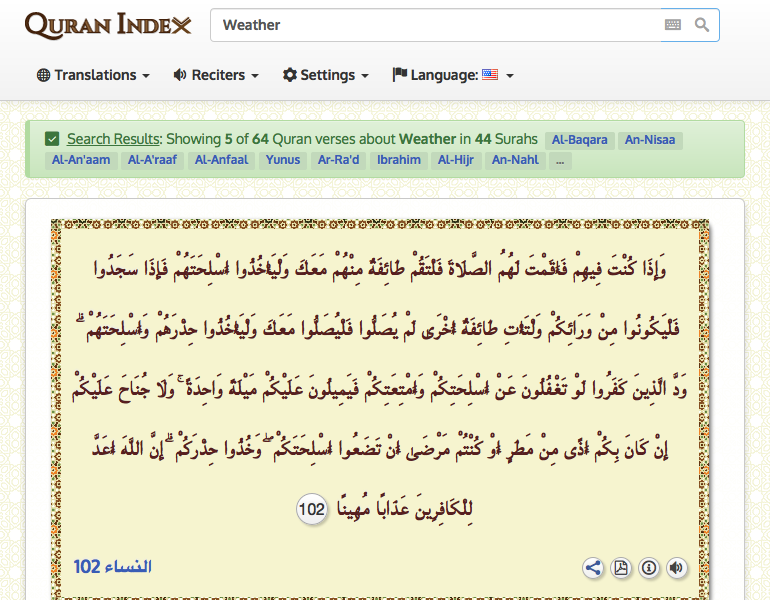 QURAN INDEX
Weather
Translations Reciters Settings Language:
Search Results: Showing 5 of 64 Quran verses about Weather in 44 Surahs Al-Baqara An-Nisaa
Al-An'aam Al-A'raaf Al-Anfaal Yunus Ar-Ra'd Ibrahim Al-Hijr An-Nahl ...
وَإِذَا كُنْتَ فِيهِمْ فَأَقَمْتَ لَهُمُ الصَّلَاةَ فَلْتَقُمْ طَائِفَةٌ مِنْهُمْ مَعَكَ وَلْيَأْخُذُوا أَسْلِحَتَهُمْ فَإِذَا سَجَدُوا
فَلْيَكُونُوا مِنْ وَرَائِكُمْ وَلْتَأْتِ طَائِفَةٌ أُخْرَى لَمْ يُصَلُّوا فَلْيُصَلُّوا مَعَكَ وَلْيَأْخُذُوا حِذْرَهُمْ وَأَسْلِحَتَهُمْ ۗ
وَدَّ الَّذِينَ كَفَرُوا لَوْ تَغْفُلُونَ عَنْ أَسْلِحَتِكُمْ وَأَمْتِعَتِكُمْ فَيَمِيلُونَ عَلَيْكُمْ مَيْلَةً وَاحِدَةً ۚ وَلَا جُنَاحَ عَلَيْكُمْ
إِنْ كَانَ بِكُمْ أَذًى مِنْ مَطَرٍ أَوْ كُنْتُمْ مَرْضَى أَنْ تَضَعُوا أَسْلِحَتَكُمْ ۖ وَخُذُوا حِذْرَكُمْ ۗ إِنَّ اللَّهَ أَعَدَّ
لِلْكَافِرِينَ عَذَابًا مُهِينًا 102
النساء 102